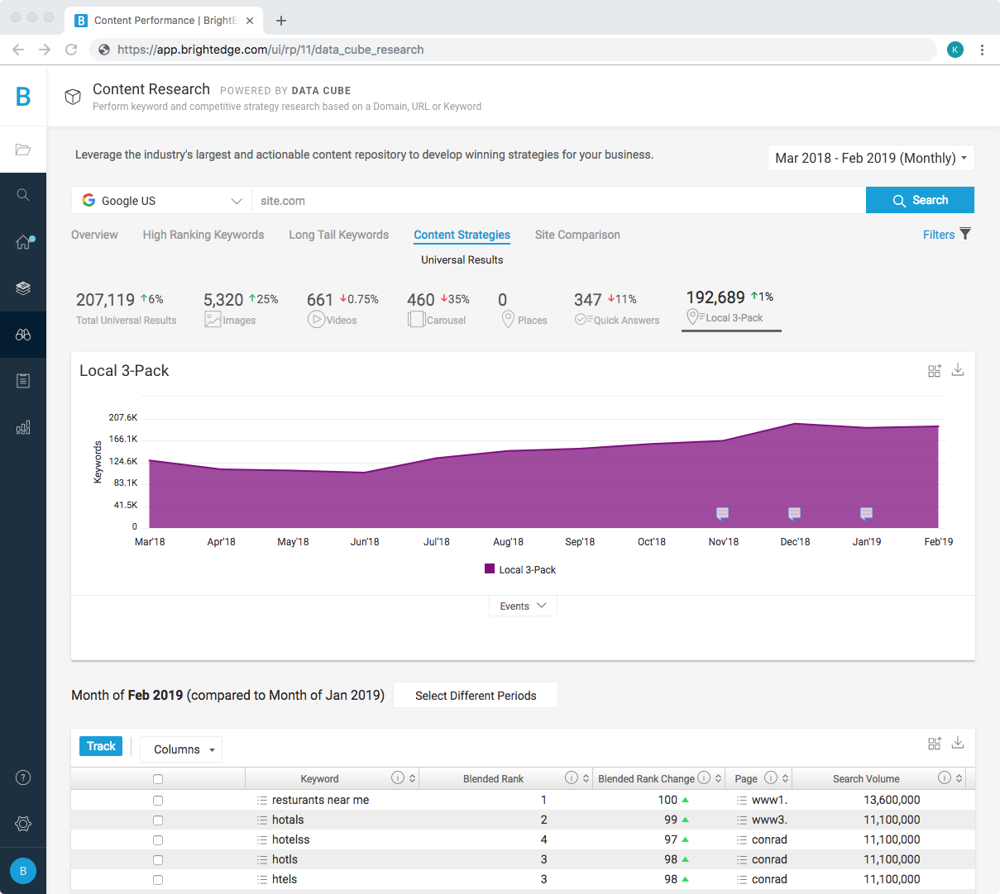 B Content Performance | BrightE
https://app.brightedge.com/ui/rp/11/data_cube_research K
B
Content Research POWERED BY DATA CUBE
Perform keyword and competitive strategy research based on a Domain, URL or Keyword
Leverage the industry's largest and actionable content repository to develop winning strategies for your business.
Mar 2018 - Feb 2019 (Monthly)
Google US site.com Search
Overview High Ranking Keywords Long Tail Keywords Content Strategies Site Comparison Filters
Universal Results
207,119 6% 5,320 25% 661 0.75% 460 35% 0 347 11% 192,689 1%
Total Universal Results Images Videos Carousel Places Quick Answers Local 3-Pack
Local 3-Pack
207.6K
166.1K
124.6K
83.1K
41.5K
0
Keywords
Mar'18 Apr'18 May'18 Jun'18 Jul'18 Aug'18 Sep'18 Oct'18 Nov'18 Dec'18 Jan'19 Feb'19
Local 3-Pack
Events
Month of Feb 2019 (compared to Month of Jan 2019) Select Different Periods
Track Columns
Keyword Blended Rank Blended Rank Change Page Search Volume
resturants near me 1 100 www1. 13,600,000
hotals 2 99 www3. 11,100,000
hotelss 4 97 conrad 11,100,000
hotls 3 98 conrad 11,100,000
htels 3 98 conrad 11,100,000
B